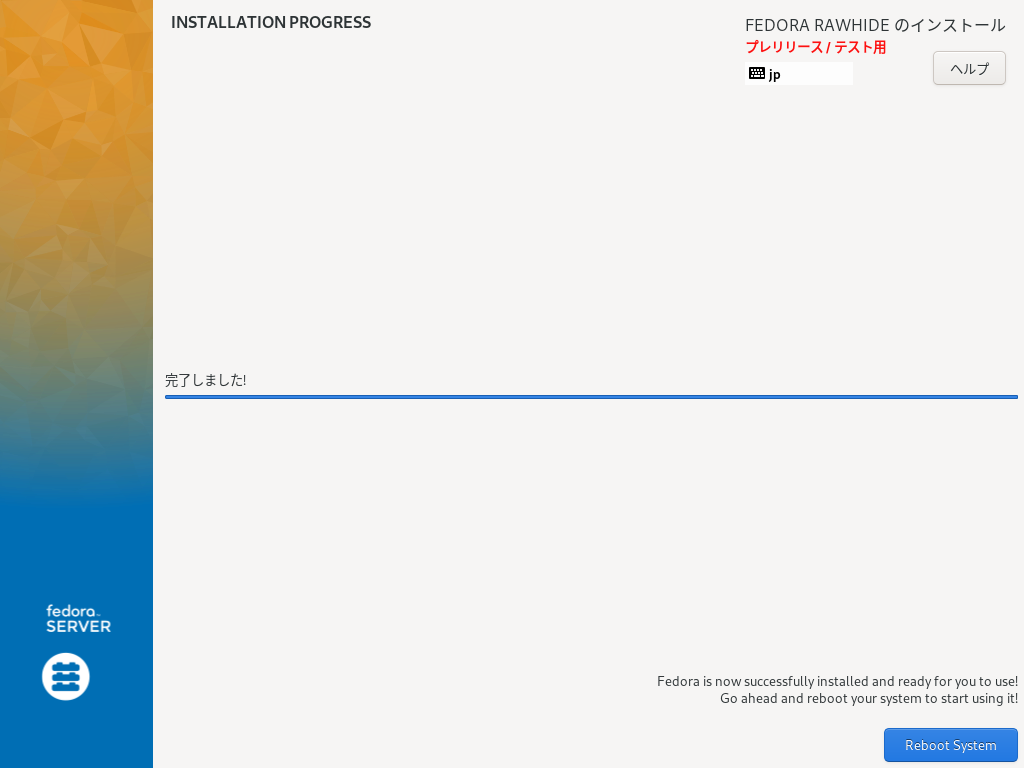 INSTALLATION PROGRESS
FEDORA RAWHIDE のインストール
プレリリース / テスト用
jp
ヘルプ
完了しました!
fedora™
SERVER
Fedora is now successfully installed and ready for you to use!
Go ahead and reboot your system to start using it!
Reboot System